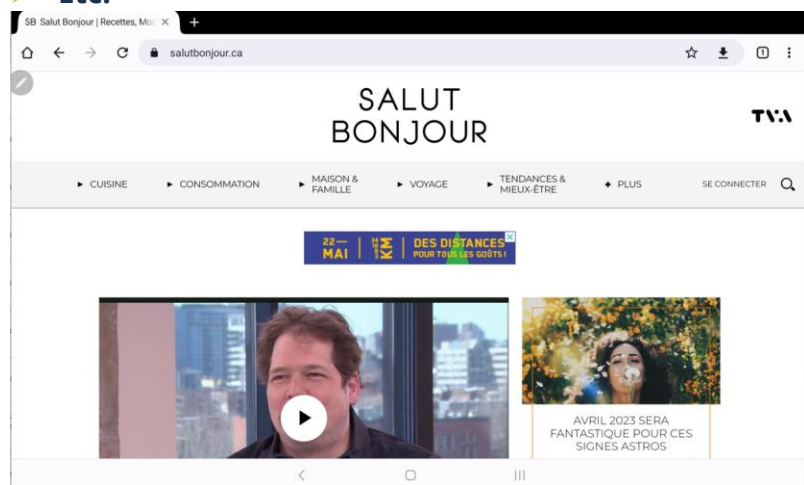 Etc.
SB Salut Bonjour | Recettes, Mo
salutbonjour.ca
1
SALUT
BONJOUR
TVA
CUISINE
CONSOMMATION
MAISON &
FAMILLE
VOYAGE
TENDANCES &
MIEUX-ÊTRE
PLUS
SE CONNECTER
22—
MAI
KM
DES DISTANCES
POUR TOUS LES GOÛTS !
AVRIL 2023 SERA
FANTASTIQUE POUR CES
SIGNES ASTROS